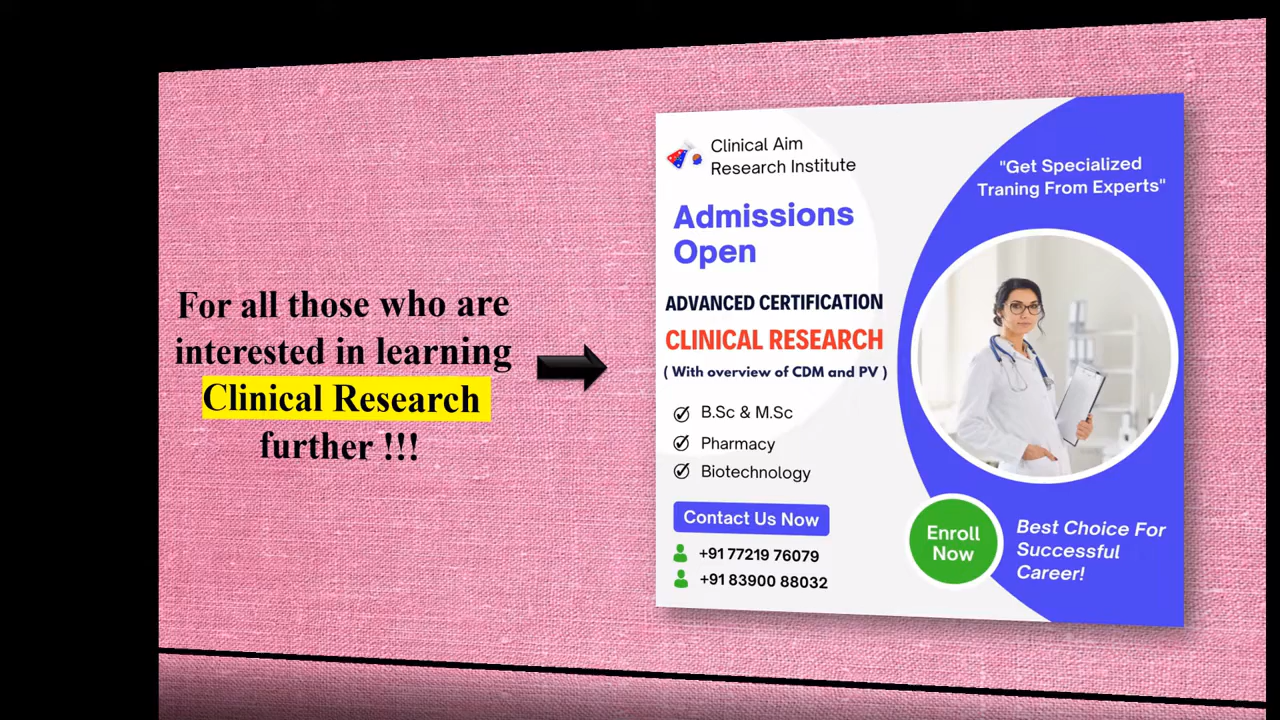 For all those who are
interested in learning
Clinical Research
further !!!
Clinical Aim
Research Institute
Admissions
Open
ADVANCED CERTIFICATION
CLINICAL RESEARCH
( With overview of CDM and PV )
B.Sc & M.Sc
Pharmacy
Biotechnology
Contact Us Now
+91 77219 76079
+91 83900 88032
"Get Specialized
Traning From Experts"
Enroll
Now
Best Choice For
Successful
Career!